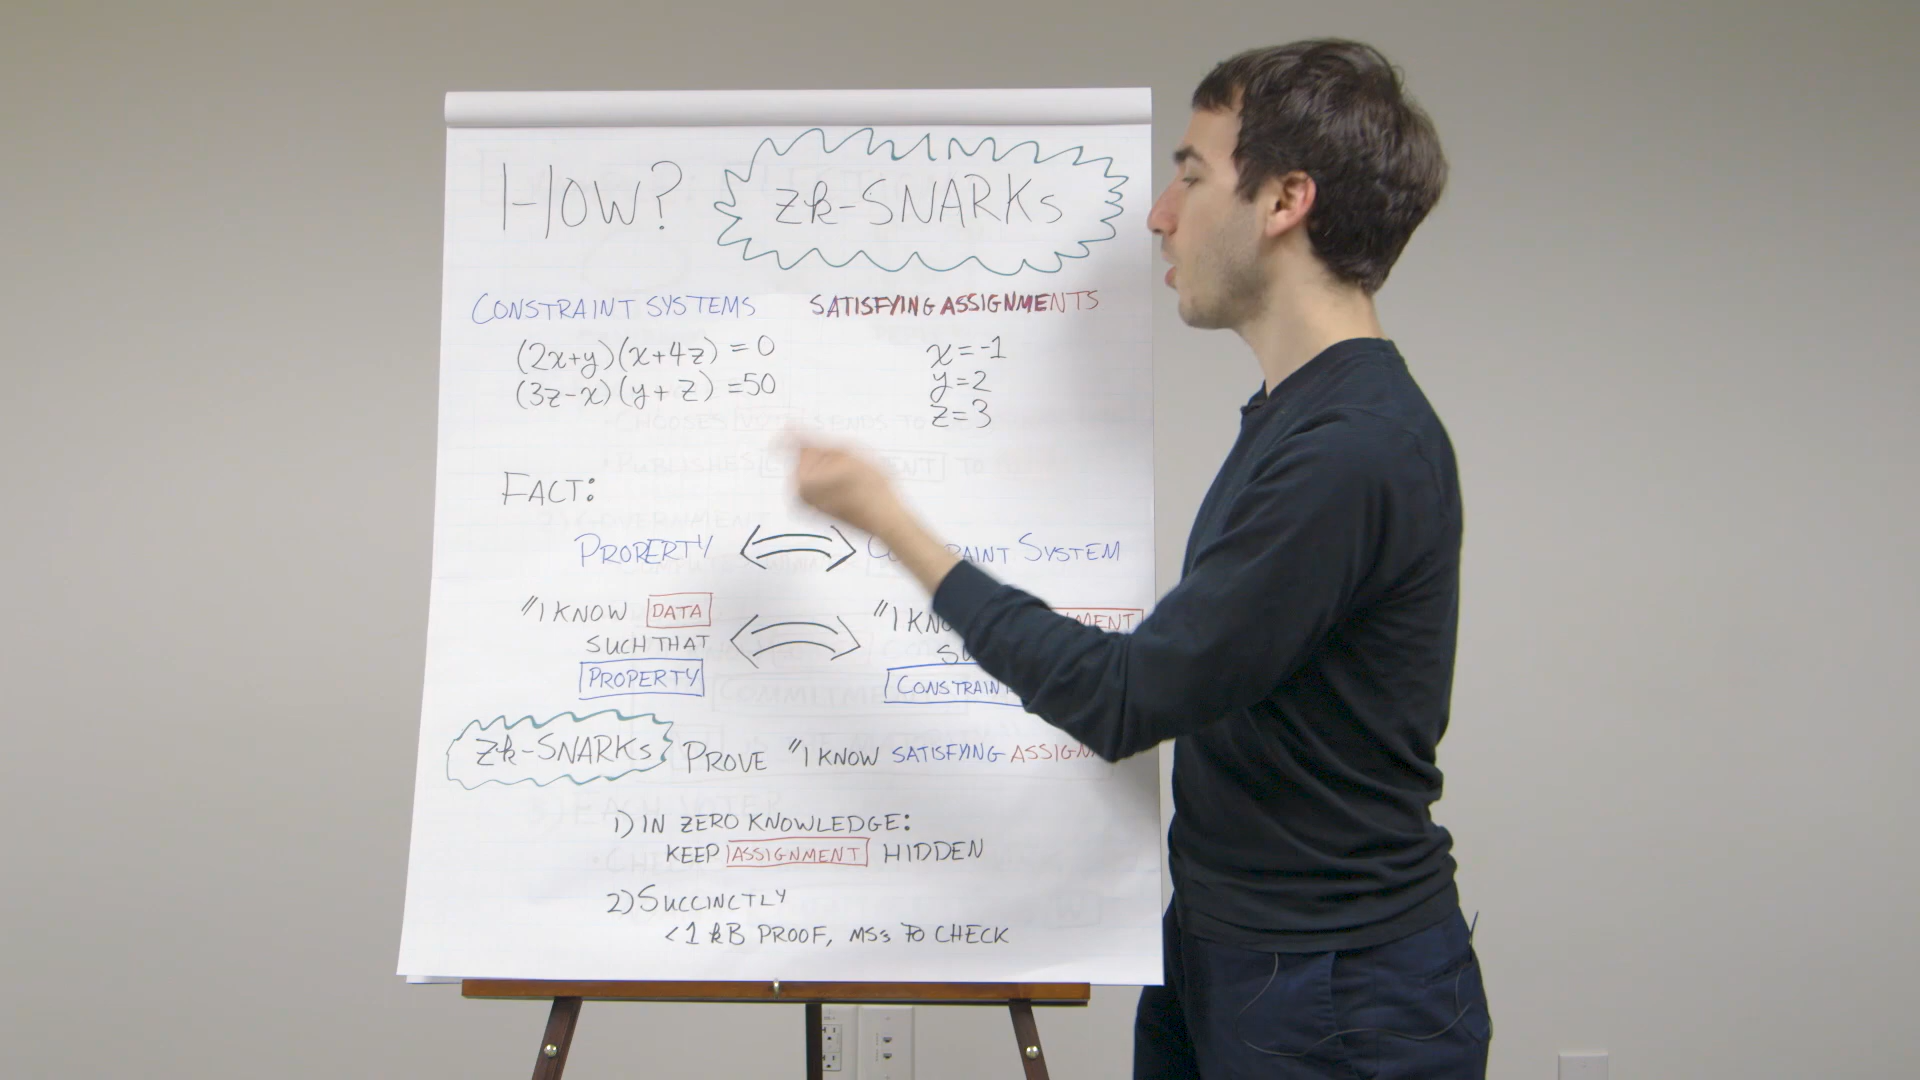 HOW? zk-SNARKs
CONSTRAINT SYSTEMS
(2x+y)(x+4z) = 0
(3z-x)(y+z) =50
SATISFYING ASSIGNMENTS
x=-1
y=2
z=3
FACT:
PROPERTY ⟺ SYSTEM
"I KNOW DATA
SUCH THAT
PROPERTY
"I
CONSTRAINT
zk-SNARKs PROVE "I KNOW SATISFYING
1) IN ZERO KNOWLEDGE:
KEEP ASSIGNMENT HIDDEN
2) SUCCINCTLY
<1 kB PROOF, MSs TO CHECK